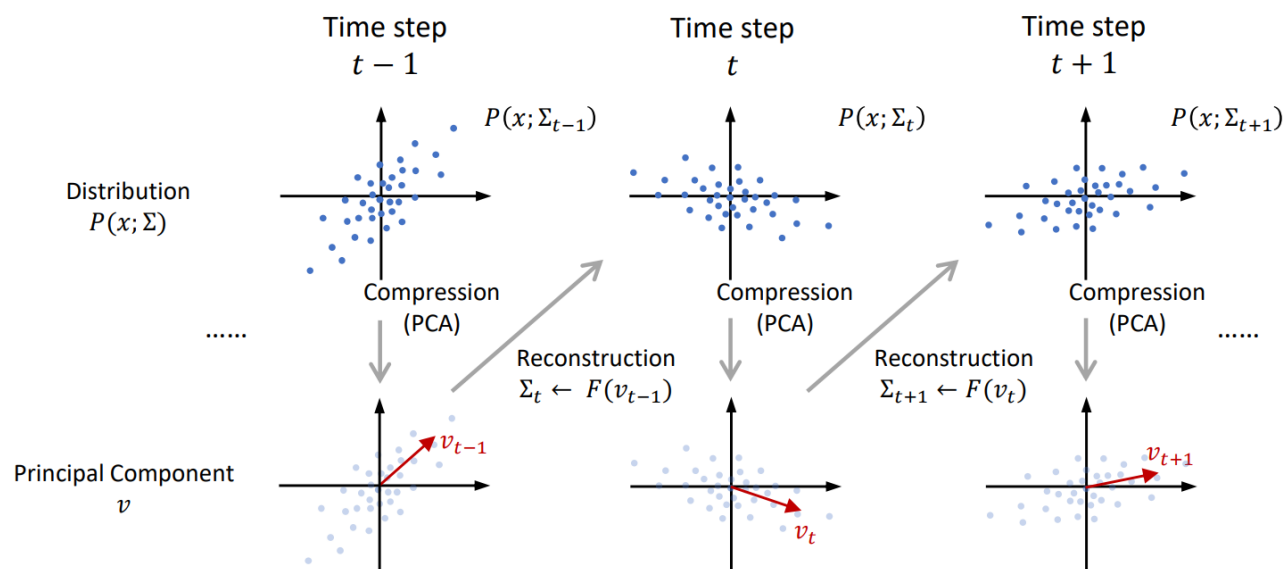 Time step
t − 1
Time step
t
Time step
t + 1
P(x; Σ_{t−1})
P(x; Σ_t)
P(x; Σ_{t+1})
Distribution
P(x; Σ)
Compression
(PCA)
Compression
(PCA)
Compression
(PCA)
……
……
Reconstruction
Σ_t ← F(v_{t−1})
Reconstruction
Σ_{t+1} ← F(v_t)
Principal Component
v
v_{t−1}
v_t
v_{t+1}